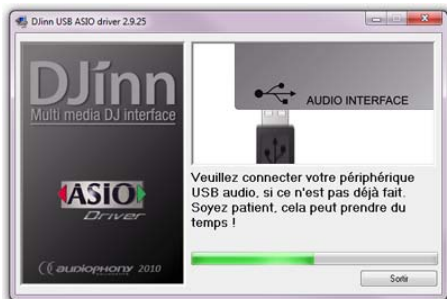 DJinn USB ASIO driver 2.9.25
DJinn
Multi media DJ interface
ASIO
Driver
audiophony 2010
AUDIO INTERFACE
Veuillez connecter votre périphérique
USB audio, si ce n'est pas déjà fait.
Soyez patient, cela peut prendre du
temps !
Sortir